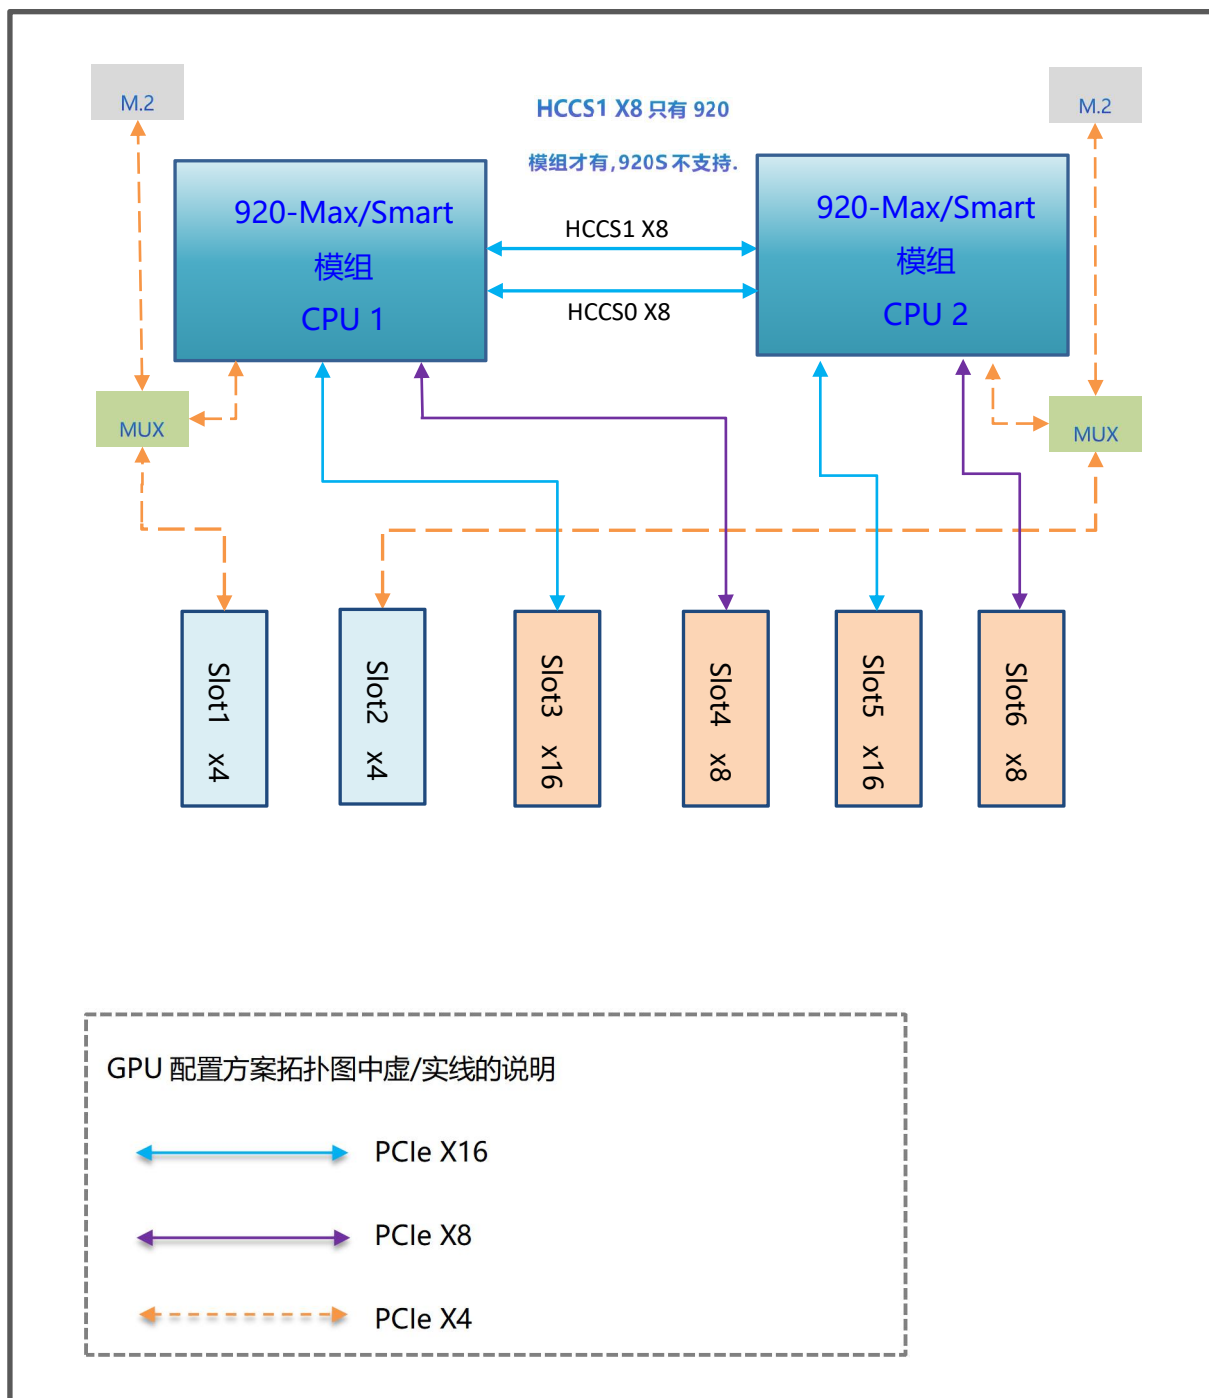 M.2
M.2
HCCS1 X8 只有 920
模组才有,920S 不支持.
920-Max/Smart
模组
CPU 1
920-Max/Smart
模组
CPU 2
HCCS1 X8
HCCS0 X8
MUX
MUX
Slot1 x4
Slot2 x4
Slot3 x16
Slot4 x8
Slot5 x16
Slot6 x8
GPU 配置方案拓扑图中虚/实线的说明
PCIe X16
PCIe X8
PCIe X4